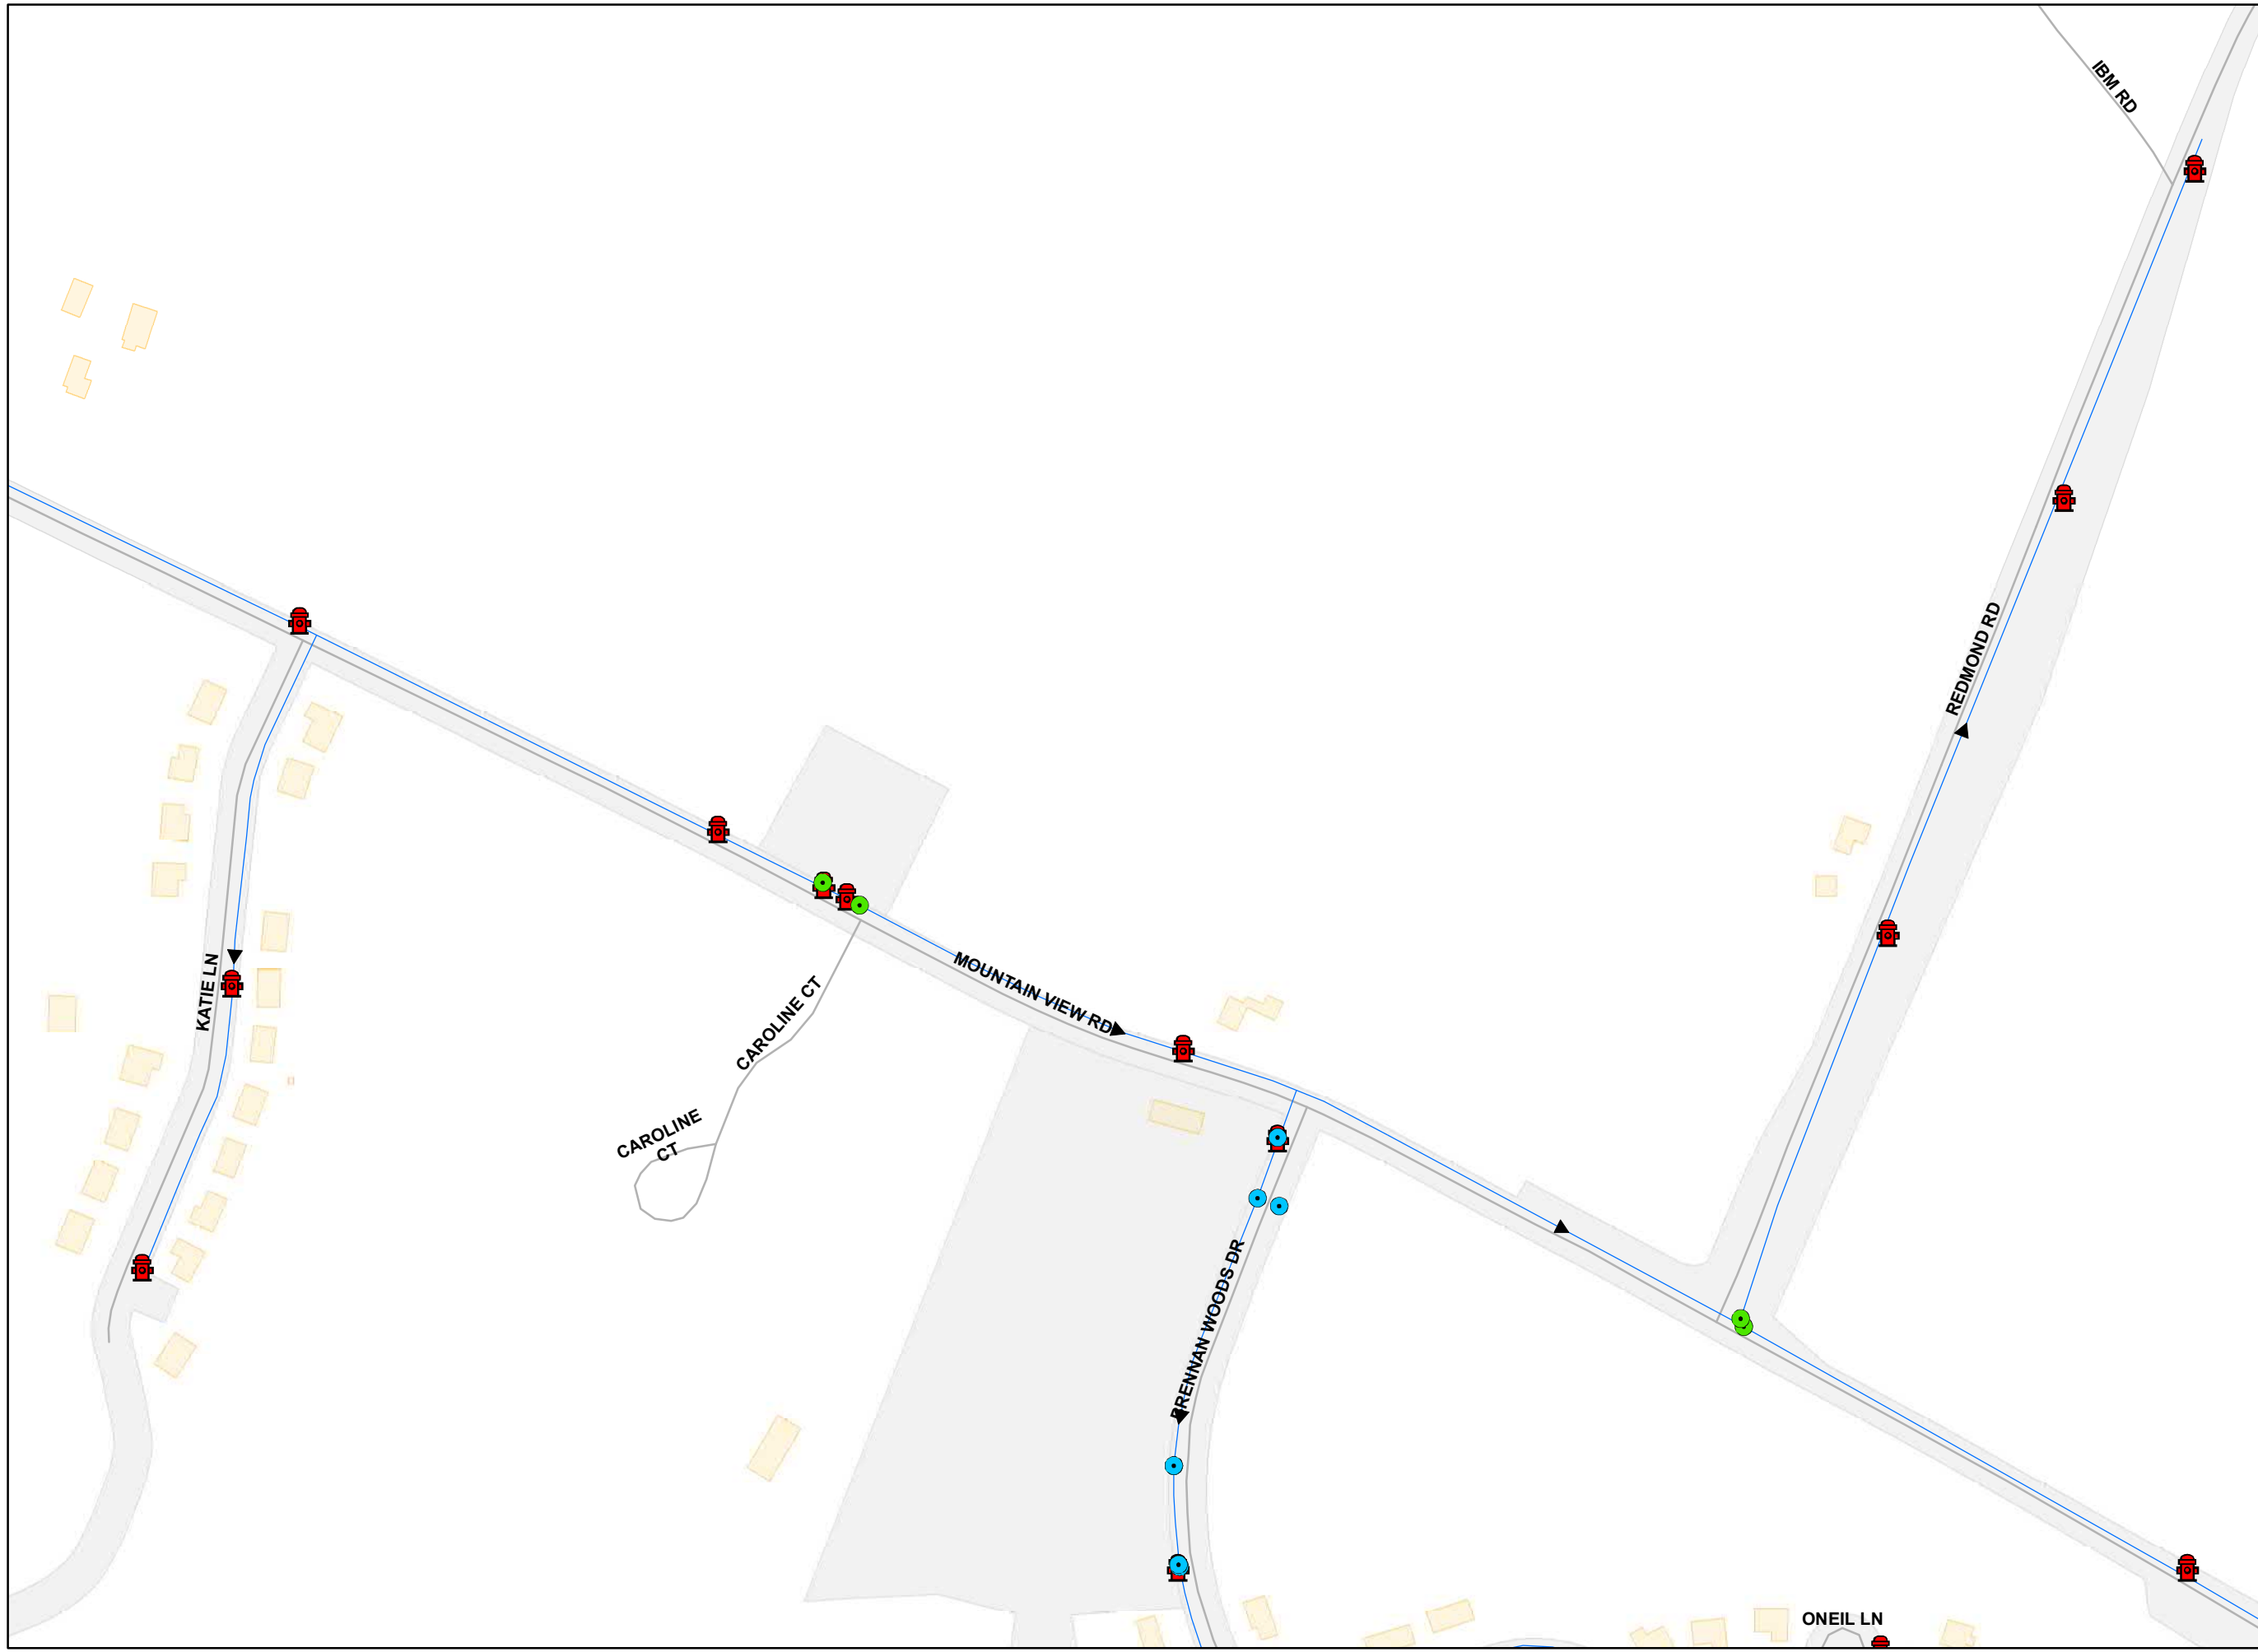 IBM RD
REDMOND RD
KATIE LN
MOUNTAIN VIEW RD
CAROLINE CT
CAROLINE
CT
BRENNAN WOODS DR
ONEIL LN